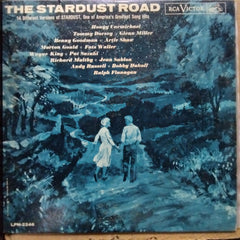 THE STARDUST ROAD
RCA VICTOR
14 Different Versions of STARDUST, One of America's Greatest Song Hits
Hoagy Carmichael
Tommy Dorsey • Glenn Miller
Benny Goodman • Artie Shaw
Morton Gould • Fats Waller
Wayne King • Pat Suzuki
Richard Maltby • Jean Sablon
Andy Russell • Bobby Dukoff
Ralph Flanagan
LPM-2246